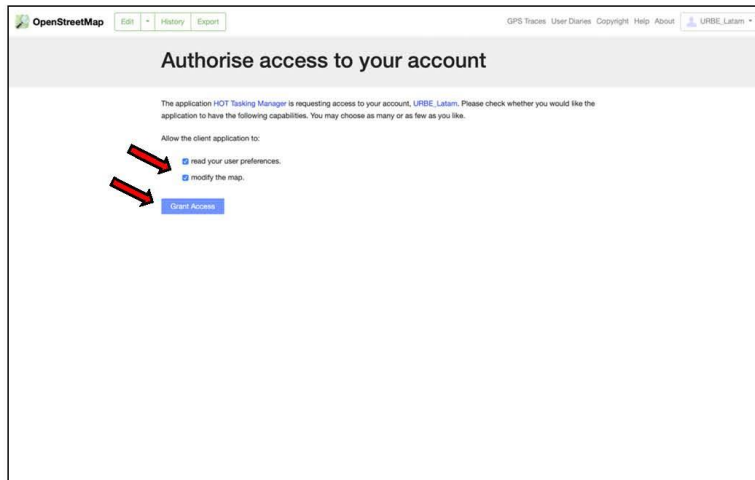 OpenStreetMap Edit History Export GPS Traces User Diaries Copyright Help About URBE_Latam
Authorise access to your account
The application HOT Tasking Manager is requesting access to your account, URBE_Latam. Please check whether you would like the
application to have the following capabilities. You may choose as many or as few as you like.
Allow the client application to:
read your user preferences.
modify the map.
Grant Access